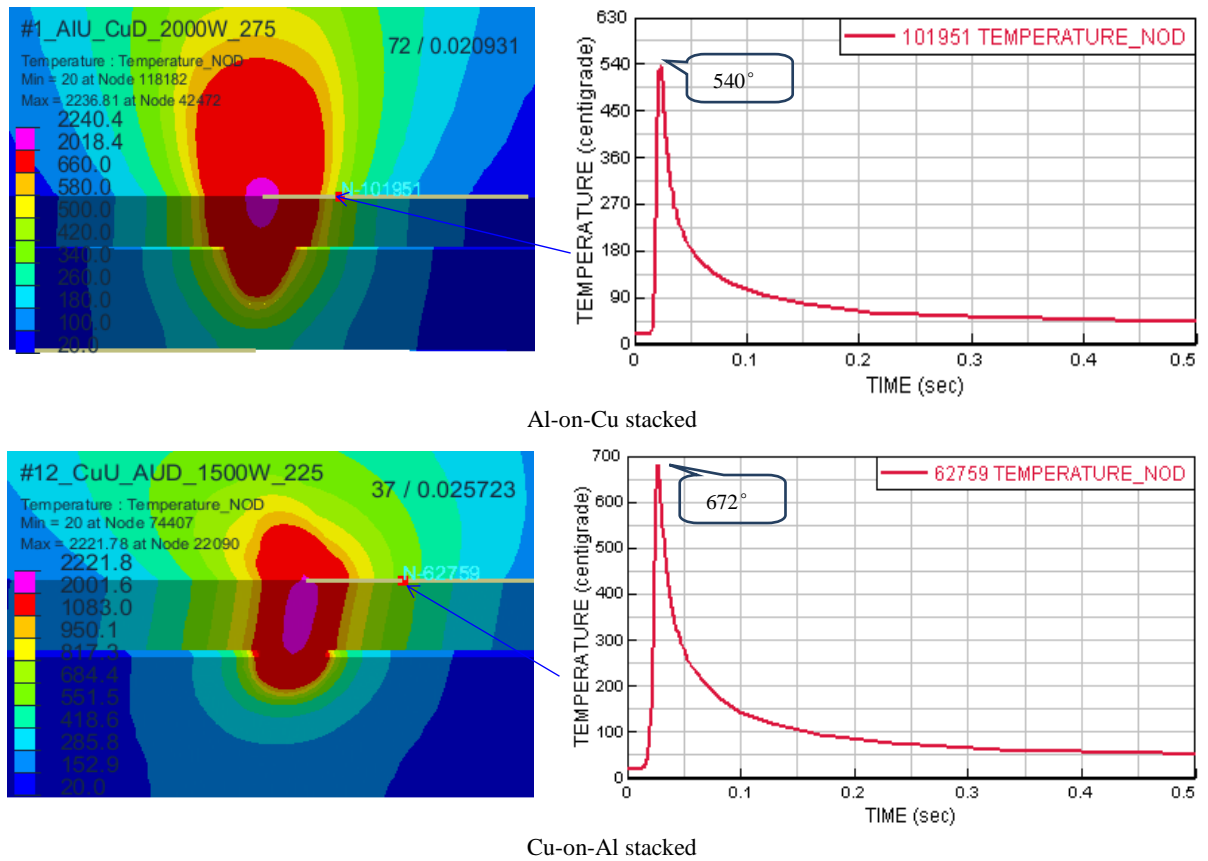 #1_AlU_CuD_2000W_275
72 / 0.020931
Temperature : Temperature_NOD
Min = 20 at Node 118182
Max = 2236.81 at Node 42472
2240.4
2018.4
660.0
580.0
500.0
420.0
340.0
260.0
180.0
100.0
20.0
N-101951
630
540
450
360
270
180
90
0
TEMPERATURE (centigrade)
101951 TEMPERATURE_NOD
540°
0 0.1 0.2 0.3 0.4 0.5
TIME (sec)
Al-on-Cu stacked
#12_CuU_AUD_1500W_225
37 / 0.025723
Temperature : Temperature_NOD
Min = 20 at Node 74407
Max = 2221.78 at Node 22090
2221.8
2001.6
1083.0
950.1
817.3
684.4
551.5
418.6
285.8
152.9
20.0
N-62759
700
600
500
400
300
200
100
0
TEMPERATURE (centigrade)
62759 TEMPERATURE_NOD
672°
0 0.1 0.2 0.3 0.4 0.5
TIME (sec)
Cu-on-Al stacked